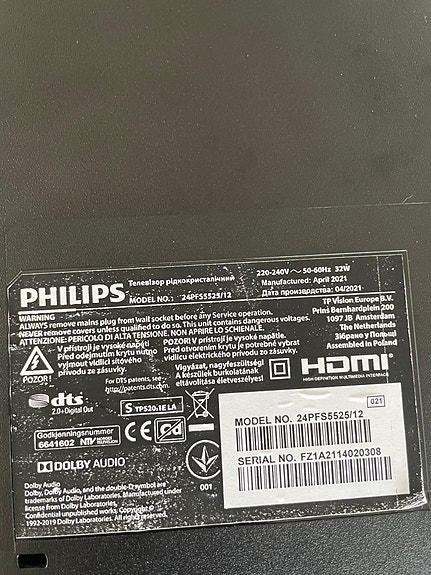 PHILIPS
Телевізор рідкокристалічний
MODEL NO.: 24PFS5525/12
220-240V ~ 50-60Hz 32W
Manufactured: April 2021
Дата производства: 04/2021
WARNING
ALWAYS remove mains plug from wall socket before any Service operation.
NEVER remove covers unless qualified to do so. This unit contains dangerous voltages.
ATTENZIONE: PERICOLO DI ALTA TENSIONE. NON APRIRE LO SCHIENALE.
TP Vision Europe B.V.
Prins Bernhardplein 200
1097 JB Amsterdam
The Netherlands
Зібрано у Польщі
Assembled in Poland
POZOR!
V přístroji je vysoké napětí
Před odejmutím krytu nutno
vyjmout vidlici síťového
přívodu ze zásuvky.
POZOR! V prístroji je vysoké napätie.
Pred otvorením krytu je potrebné vybrať
vidlicu elektrického prívodu zo zásuvky.
For DTS patents, see
http://patents.dts.com.
Vigyázat, nagyfeszültség
A készülek burkolának
eltávolítása életveszélyes!
HDMI
HIGH DEFINITION MULTIMEDIA INTERFACE
dts
2.0+Digital Out
S TPS20.1E LA
Godkjenningsnummer
6641602 NTV NORGES TELEVISJON
CE
DOLBY AUDIO
001
Dolby Audio
Dolby, Dolby Audio, and the double-D symbol are
trademarks of Dolby Laboratories. Manufactured under
license from Dolby Laboratories.
Confidential unpublished works. Copyright ©
1992-2019 Dolby Laboratories. All rights reserved.
021
MODEL NO. 24PFS5525/12
SERIAL NO. FZ1A2114020308